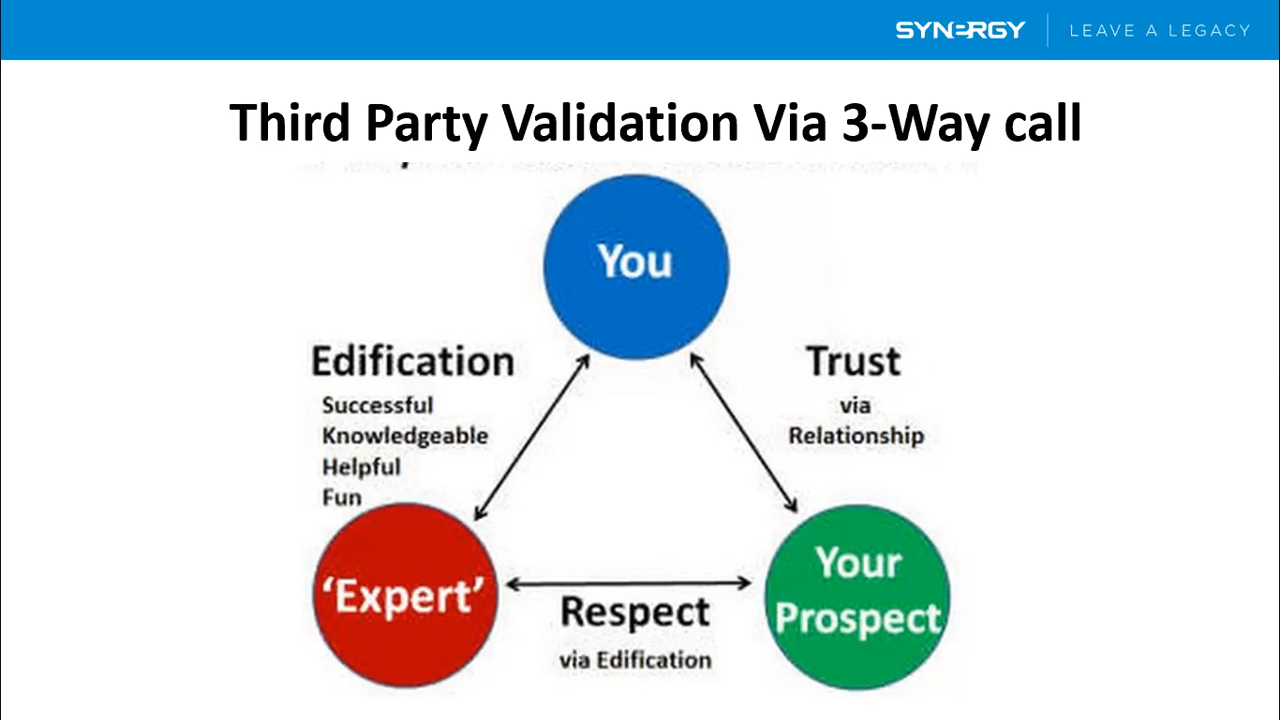 SYNERGY LEAVE A LEGACY
Third Party Validation Via 3-Way call
You
Edification
Successful
Knowledgeable
Helpful
Fun
Trust
via
Relationship
‘Expert’
Respect
via Edification
Your
Prospect